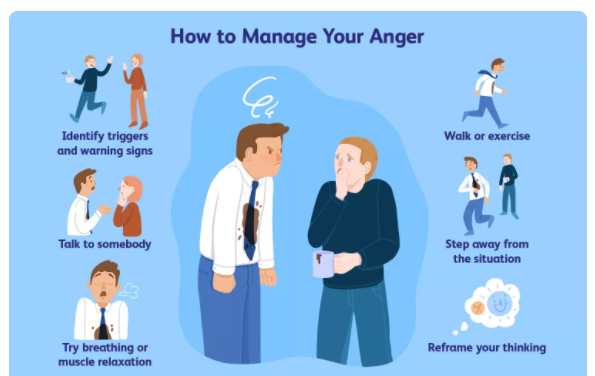 How to Manage Your Anger
Identify triggers
and warning signs
Talk to somebody
Try breathing or
muscle relaxation
Walk or exercise
Step away from
the situation
Reframe your thinking